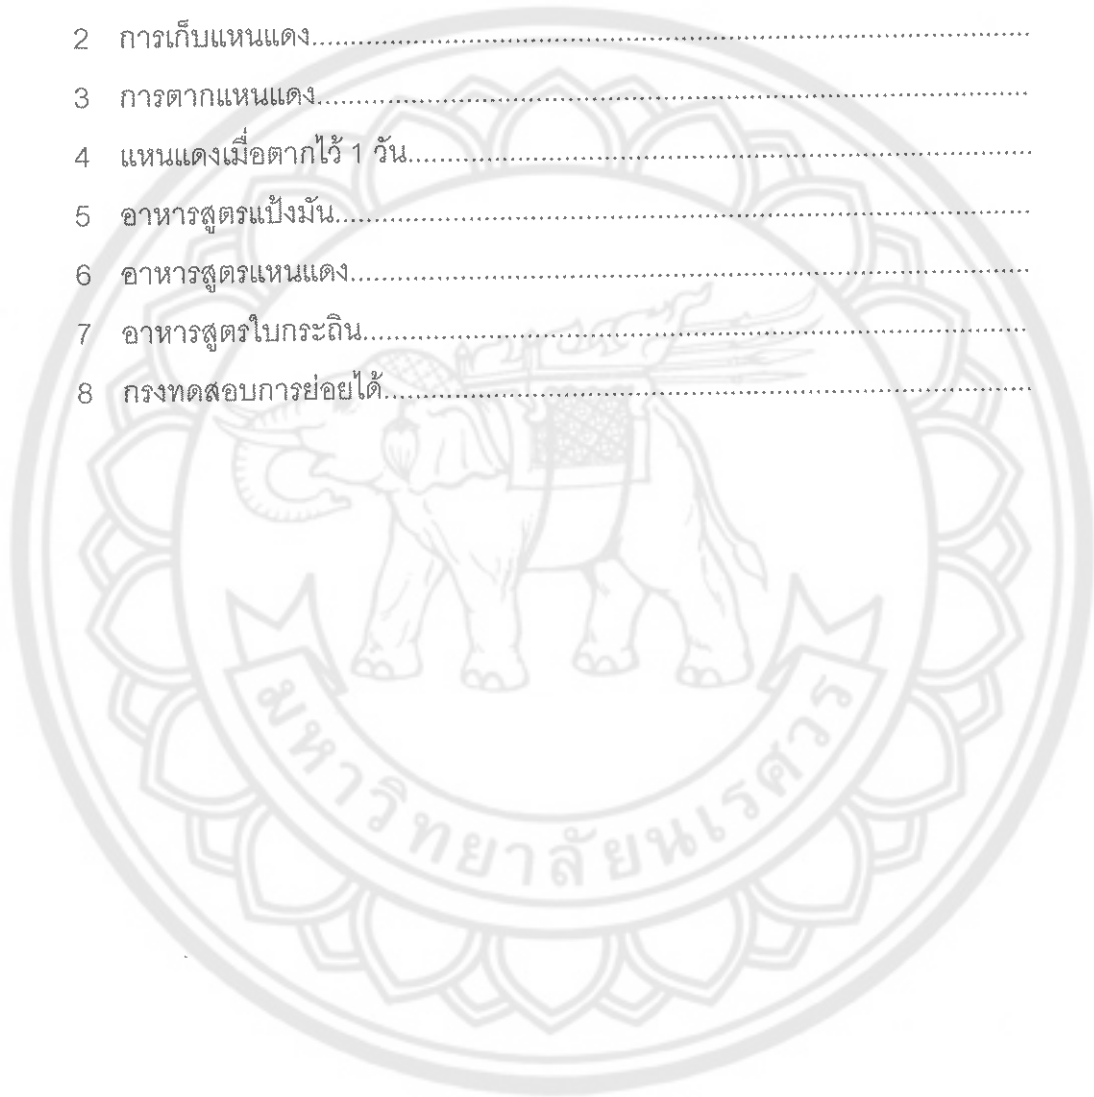 2 การเก็บแหนแดง........................................................................
3 การตากแหนแดง........................................................................
4 แหนแดงเมื่อตากไว้ 1 วัน........................................................................
5 อาหารสูตรแป้งมัน........................................................................
6 อาหารสูตรแหนแดง........................................................................
7 อาหารสูตรใบกระถิน........................................................................
8 กรงทดสอบการย่อยได้........................................................................
มหาวิทยาลัยนเรศวร